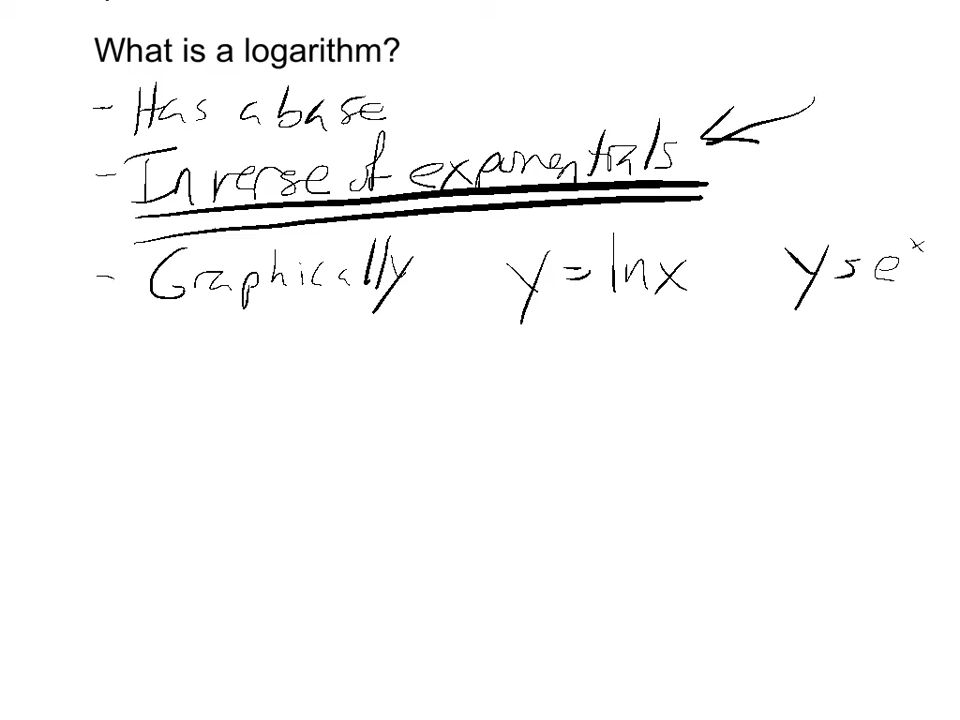 What is a logarithm?
- Has a base
- Inverse of exponentials
- Graphically y = ln x y = e^x